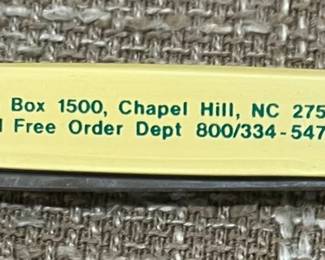 Box 1500, Chapel Hill, NC 275
Free Order Dept 800/334-547